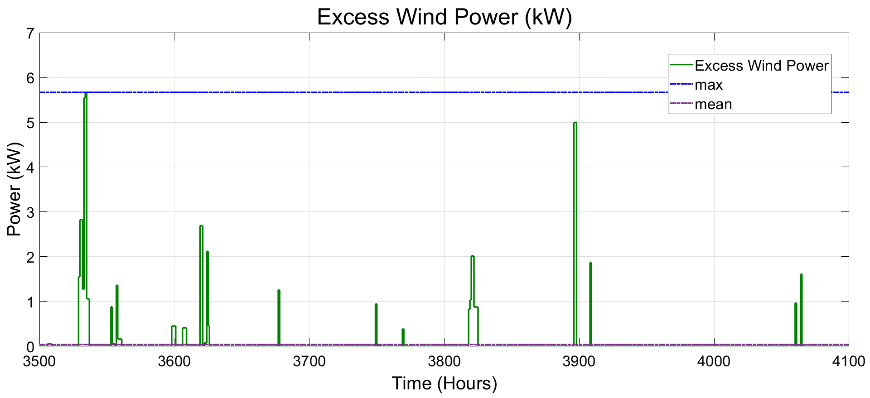 Excess Wind Power (kW)
7
6
5
4
3
2
1
0
Power (kW)
Excess Wind Power
max
mean
3500 3600 3700 3800 3900 4000 4100
Time (Hours)